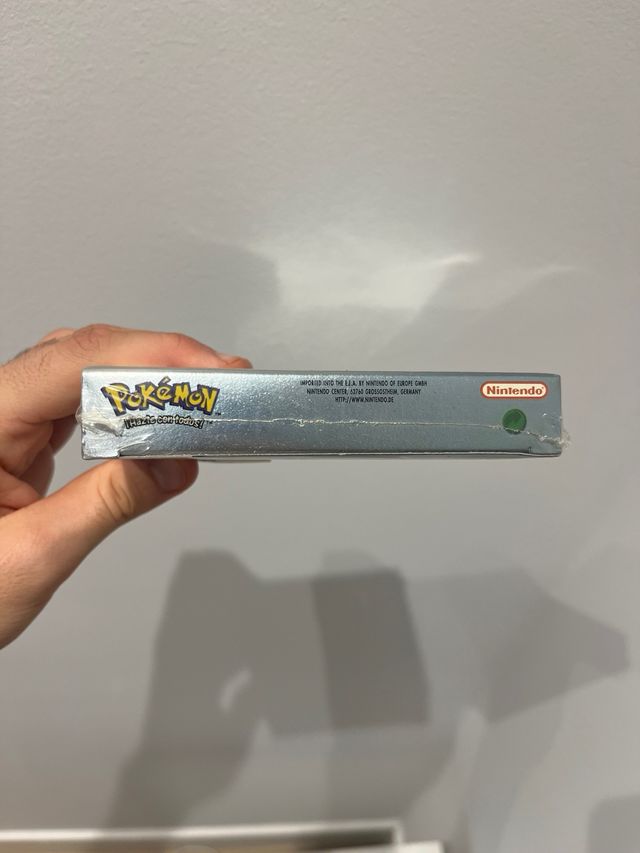 POKéMON
¡Hazte con todos!
IMPORTED INTO THE E.E.A. BY NINTENDO OF EUROPE GMBH
NINTENDO CENTER, 63760 GROSSOSTHEIM, GERMANY
HTTP://WWW.NINTENDO.DE
Nintendo®